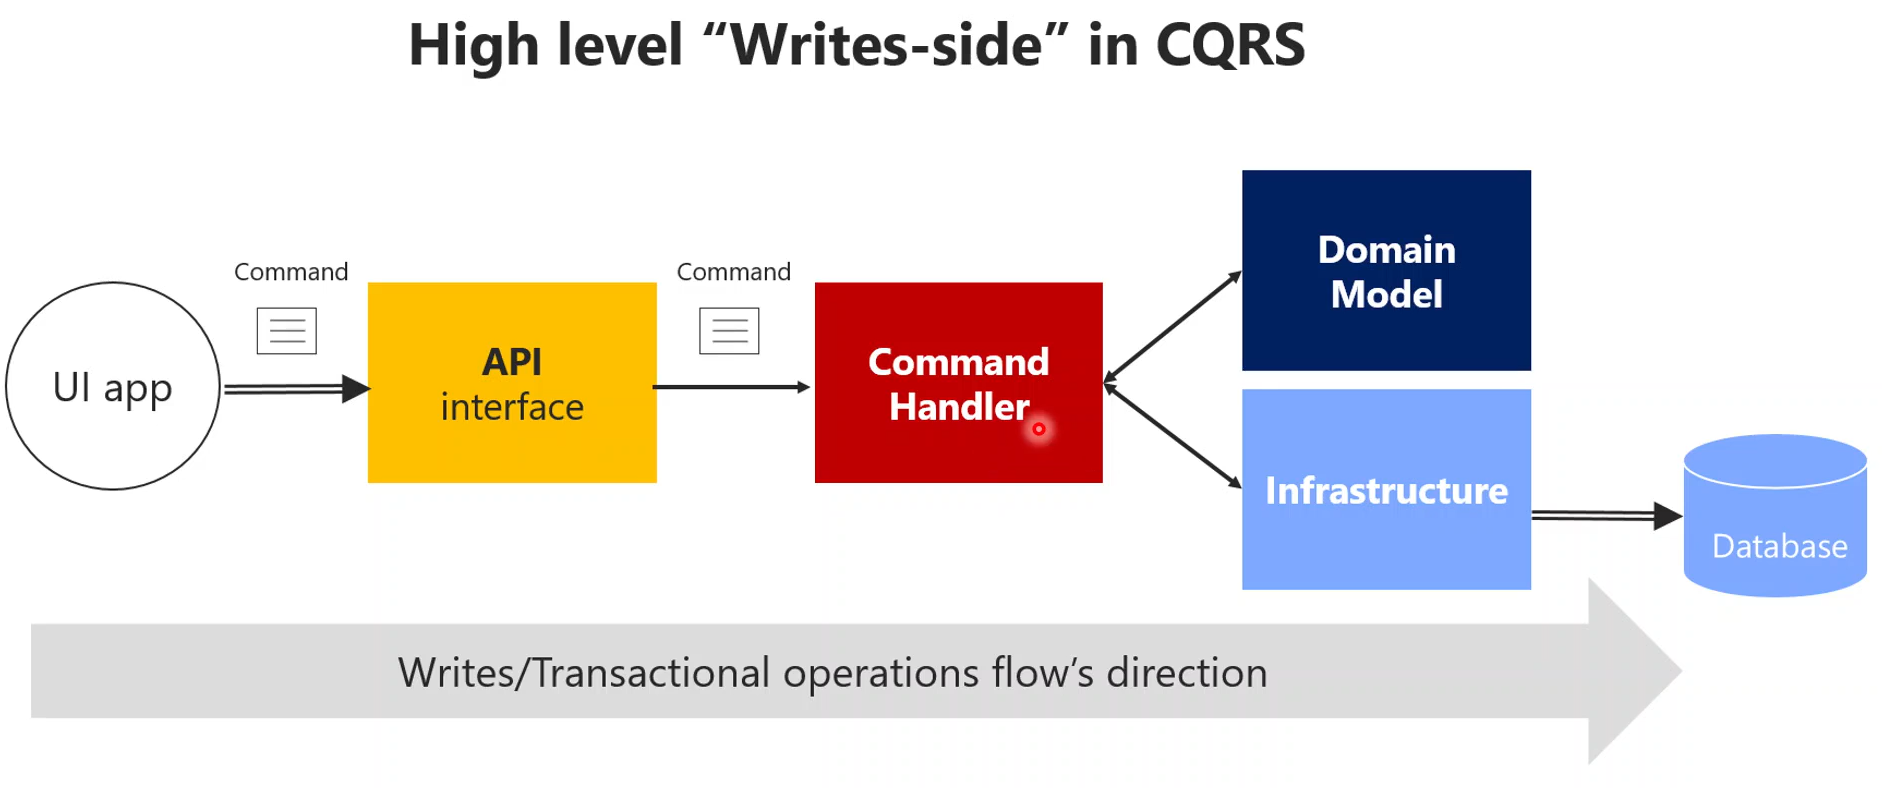 High level “Writes-side” in CQRS
UI app
Command
API
interface
Command
Command
Handler
Domain
Model
Infrastructure
Database
Writes/Transactional operations flow’s direction